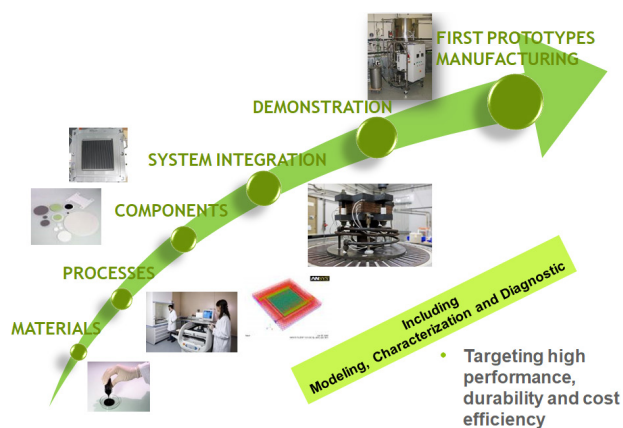 FIRST PROTOTYPES
MANUFACTURING
DEMONSTRATION
SYSTEM INTEGRATION
COMPONENTS
PROCESSES
MATERIALS
ANSYS
Including
Modeling, Characterization and Diagnostic
• Targeting high
performance,
durability and cost
efficiency